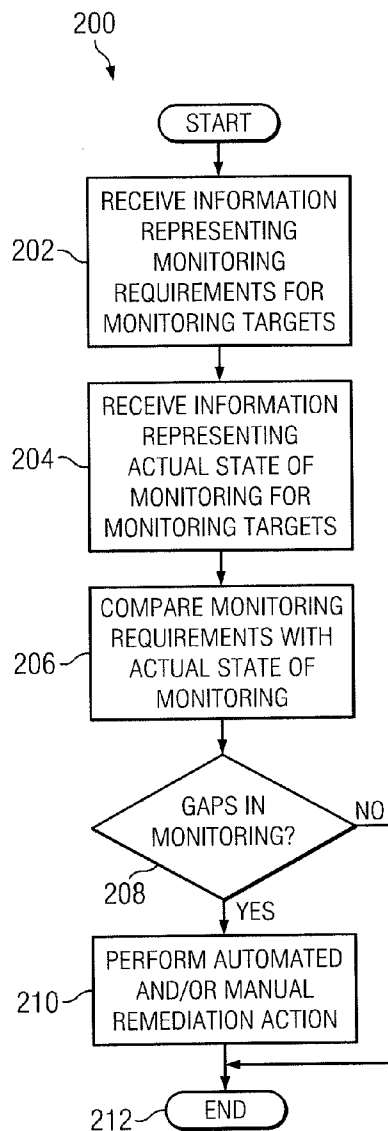 200
START
RECEIVE INFORMATION
REPRESENTING
MONITORING
REQUIREMENTS FOR
MONITORING TARGETS
202
RECEIVE INFORMATION
REPRESENTING
ACTUAL STATE OF
MONITORING FOR
MONITORING TARGETS
204
COMPARE MONITORING
REQUIREMENTS WITH
ACTUAL STATE OF
MONITORING
206
GAPS IN
MONITORING?
NO
208
YES
PERFORM AUTOMATED
AND/OR MANUAL
REMEDIATION ACTION
210
END
212